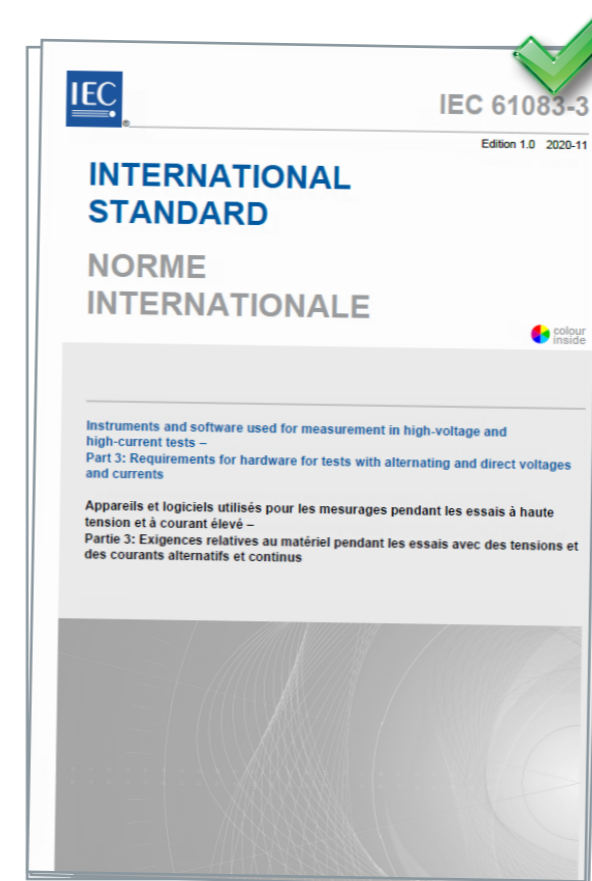 IEC
®
IEC 61083-3
Edition 1.0 2020-11
INTERNATIONAL
STANDARD
NORME
INTERNATIONALE
colour
inside
Instruments and software used for measurement in high-voltage and
high-current tests –
Part 3: Requirements for hardware for tests with alternating and direct voltages
and currents
Appareils et logiciels utilisés pour les mesurages pendant les essais à haute
tension et à courant élevé –
Partie 3: Exigences relatives au matériel pendant les essais avec des tensions et
des courants alternatifs et continus